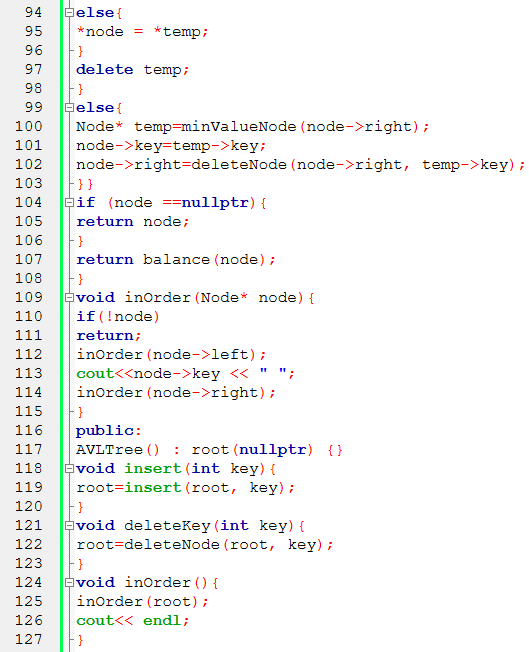 94 else{
95 *node = *temp;
96 }
97 delete temp;
98 }
99 else{
100 Node* temp=minValueNode(node->right);
101 node->key=temp->key;
102 node->right=deleteNode(node->right, temp->key);
103 }}
104 if (node ==nullptr){
105 return node;
106 }
107 return balance(node);
108 }
109 void inOrder(Node* node){
110 if(!node)
111 return;
112 inOrder(node->left);
113 cout<<node->key << " ";
114 inOrder(node->right);
115 }
116 public:
117 AVLTree() : root(nullptr) {}
118 void insert(int key){
119 root=insert(root, key);
120 }
121 void deleteKey(int key){
122 root=deleteNode(root, key);
123 }
124 void inOrder(){
125 inOrder(root);
126 cout<< endl;
127 }